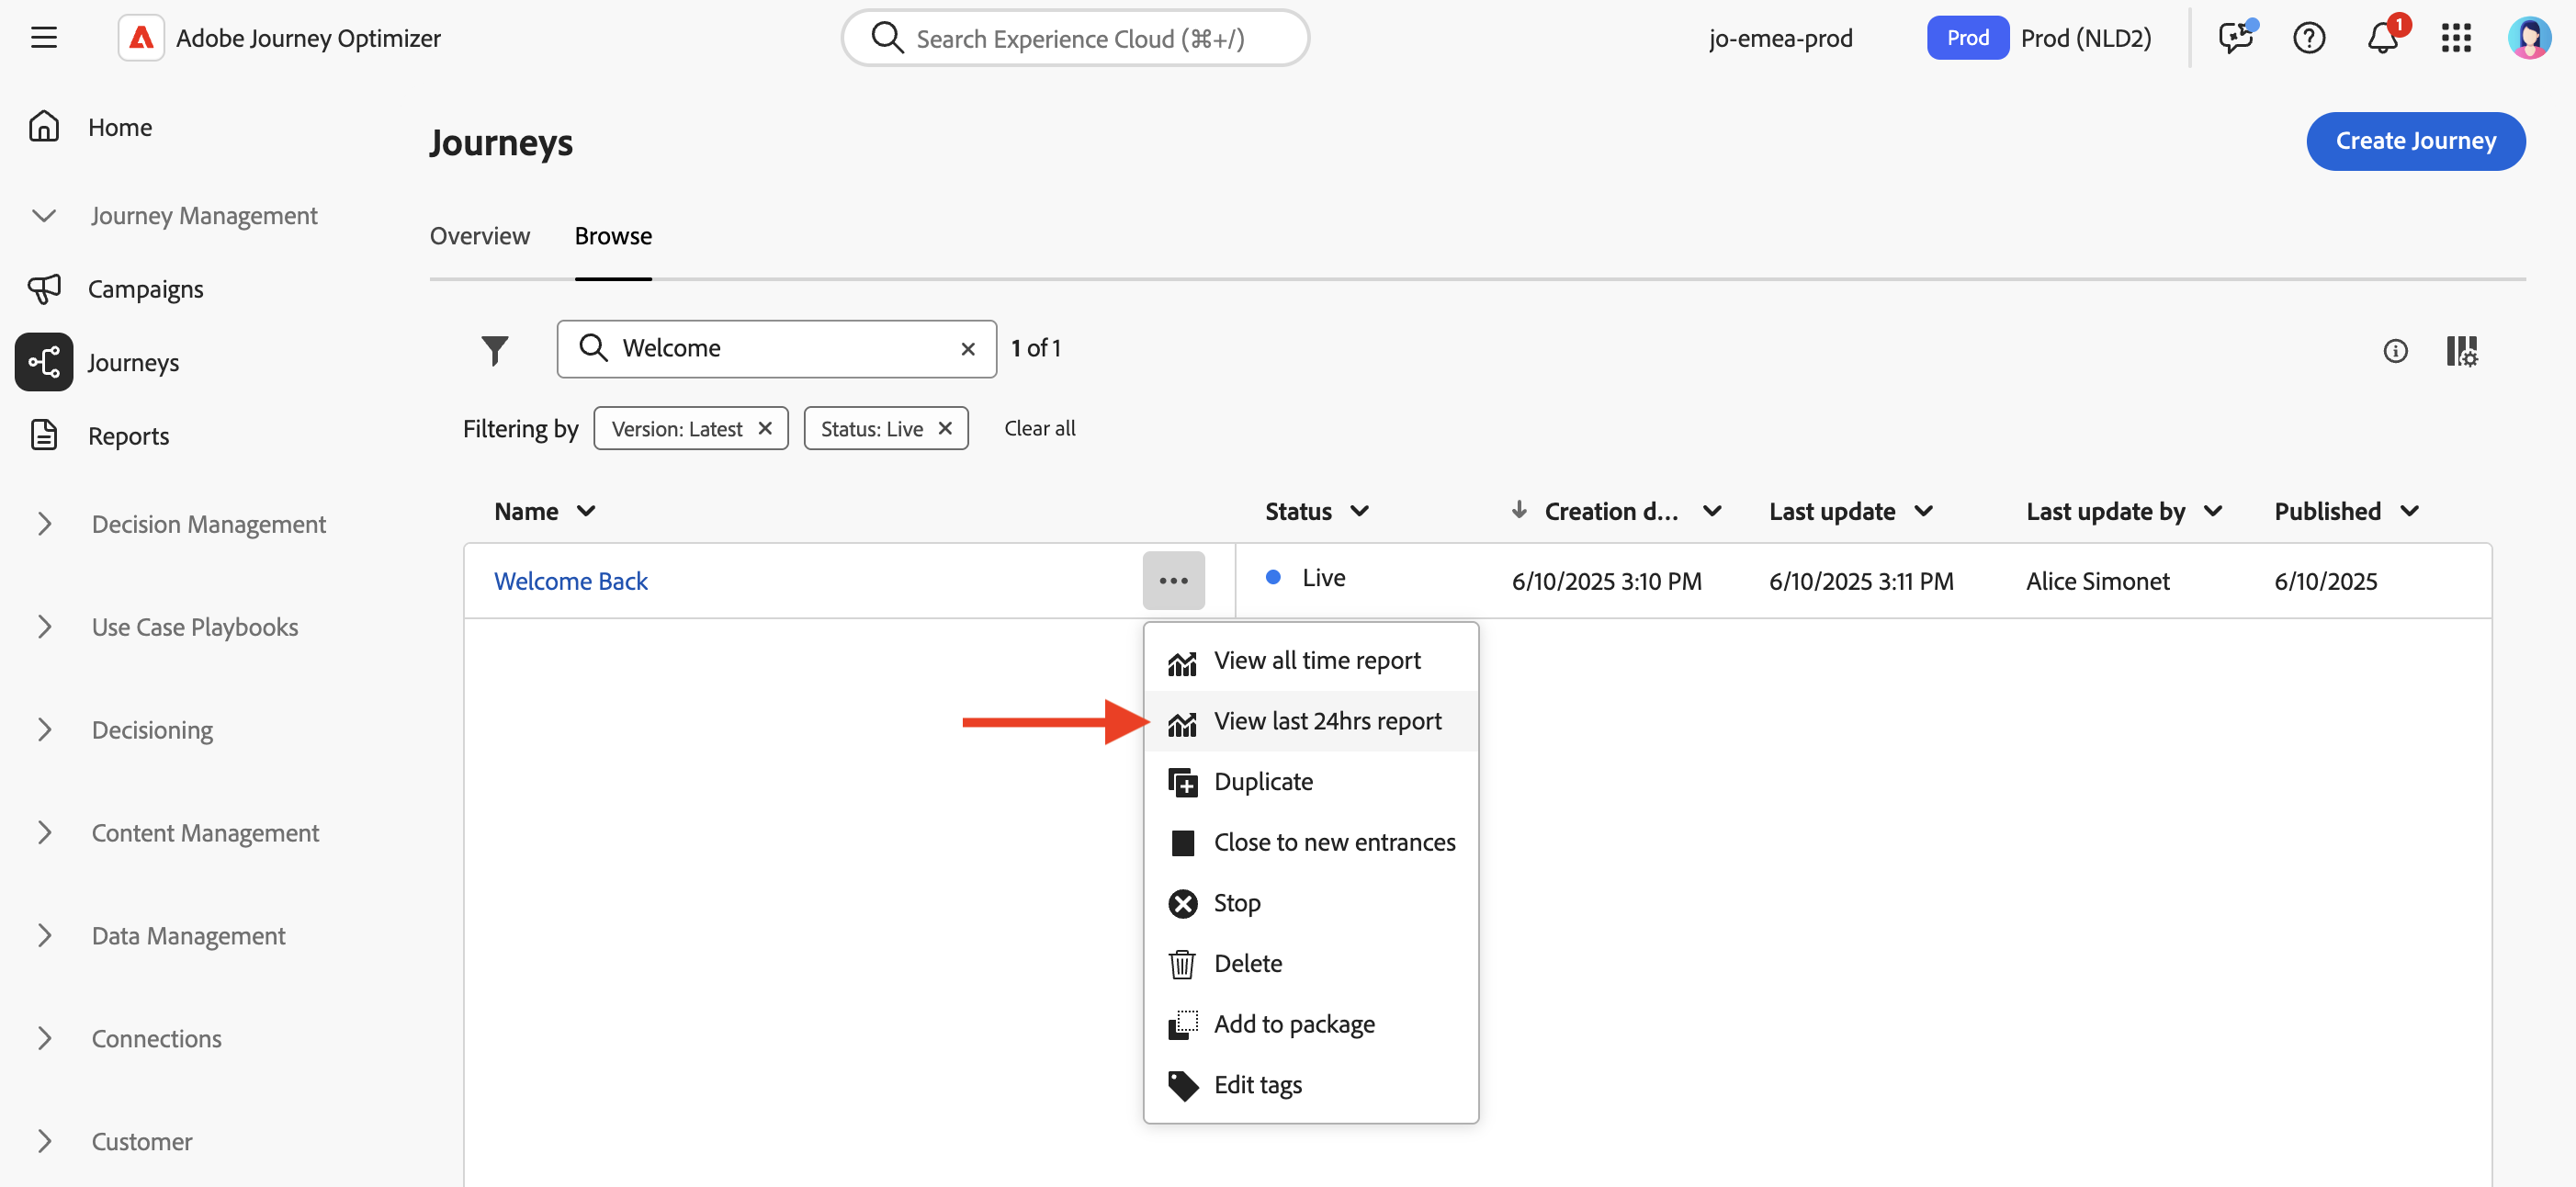 Adobe Journey Optimizer
Search Experience Cloud (⌘+/)
jo-emea-prod
Prod
Prod (NLD2)
1
Home
Journey Management
Campaigns
Journeys
Reports
Decision Management
Use Case Playbooks
Decisioning
Content Management
Data Management
Connections
Customer
Journeys
Create Journey
Overview
Browse
Welcome
1 of 1
Filtering by
Version: Latest
Status: Live
Clear all
Name
Status
Creation d...
Last update
Last update by
Published
Welcome Back
Live
6/10/2025 3:10 PM
6/10/2025 3:11 PM
Alice Simonet
6/10/2025
View all time report
View last 24hrs report
Duplicate
Close to new entrances
Stop
Delete
Add to package
Edit tags